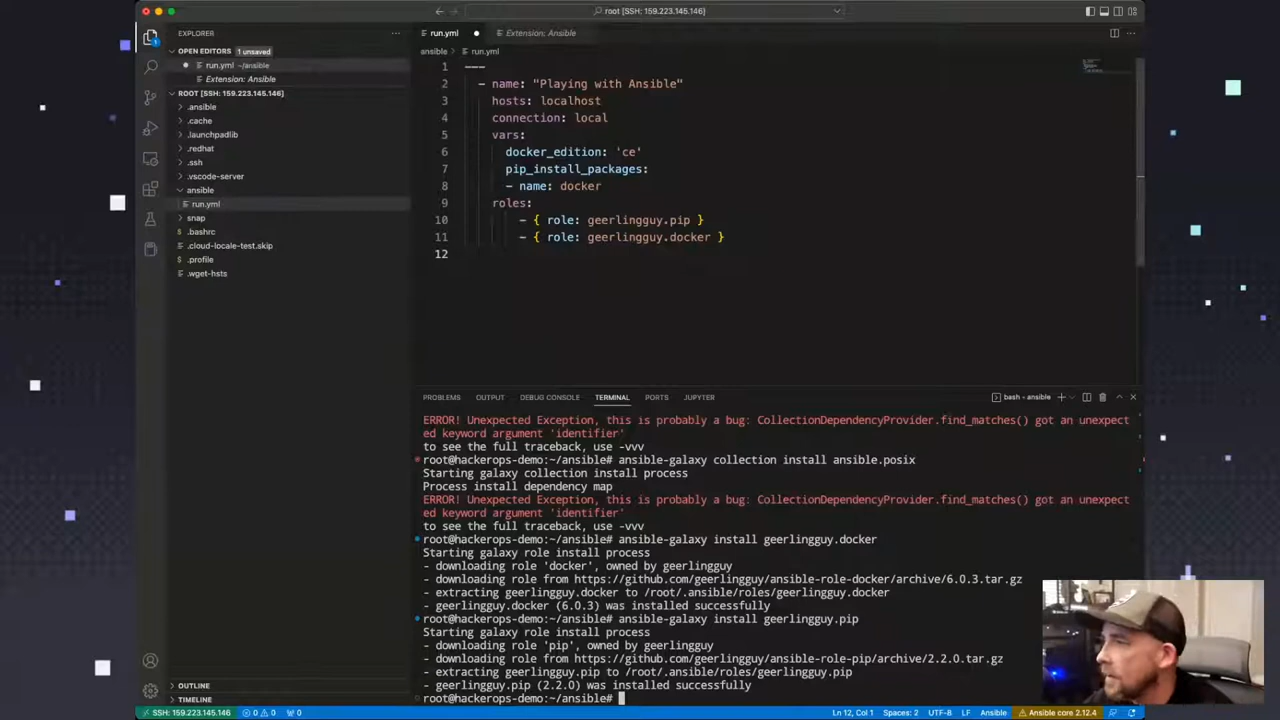 root [SSH: 159.223.145.146]
EXPLORER
OPEN EDITORS 1 unsaved
run.yml ~/ansible
Extension: Ansible
ROOT [SSH: 159.223.145.146]
.ansible
.cache
.launchpadlib
.redhat
.ssh
.vscode-server
ansible
run.yml
snap
.bashrc
.cloud-locale-test.skip
.profile
.wget-hsts
OUTLINE
TIMELINE
run.yml
Extension: Ansible
ansible > run.yml
1 ---
2 - name: "Playing with Ansible"
3 hosts: localhost
4 connection: local
5 vars:
6 docker_edition: 'ce'
7 pip_install_packages:
8 - name: docker
9 roles:
10 - { role: geerlingguy.pip }
11 - { role: geerlingguy.docker }
12
PROBLEMS OUTPUT DEBUG CONSOLE TERMINAL PORTS JUPYTER
bash - ansible
ERROR! Unexpected Exception, this is probably a bug: CollectionDependencyProvider.find_matches() got an unexpect
ed keyword argument 'identifier'
to see the full traceback, use -vvv
root@hackerops-demo:~/ansible# ansible-galaxy collection install ansible.posix
Starting galaxy collection install process
Process install dependency map
ERROR! Unexpected Exception, this is probably a bug: CollectionDependencyProvider.find_matches() got an unexpect
ed keyword argument 'identifier'
to see the full traceback, use -vvv
root@hackerops-demo:~/ansible# ansible-galaxy install geerlingguy.docker
Starting galaxy role install process
- downloading role 'docker', owned by geerlingguy
- downloading role from https://github.com/geerlingguy/ansible-role-docker/archive/6.0.3.tar.gz
- extracting geerlingguy.docker to /root/.ansible/roles/geerlingguy.docker
- geerlingguy.docker (6.0.3) was installed successfully
root@hackerops-demo:~/ansible# ansible-galaxy install geerlingguy.pip
Starting galaxy role install process
- downloading role 'pip', owned by geerlingguy
- downloading role from https://github.com/geerlingguy/ansible-role-pip/archive/2.2.0.tar.gz
- extracting geerlingguy.pip to /root/.ansible/roles/geerlingguy.pip
- geerlingguy.pip (2.2.0) was installed successfully
root@hackerops-demo:~/ansible#
SSH: 159.223.145.146 0 0 0 Ln 12, Col 1 Spaces: 2 UTF-8 LF Ansible Ansible core 2.12.4